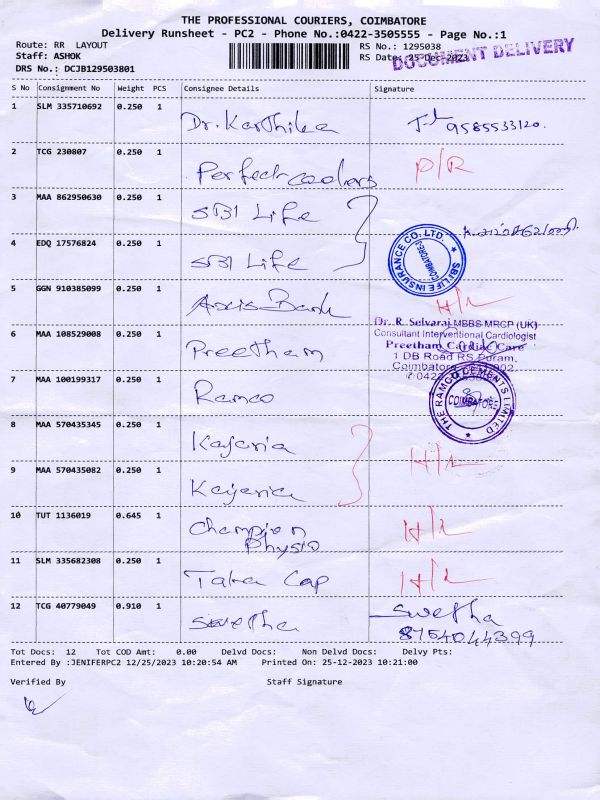 THE PROFESSIONAL COURIERS, COIMBATORE
Delivery Runsheet - PC2 - Phone No.:0422-3505555 - Page No.:1
Route: RR LAYOUT
Staff: ASHOK
DRS No.: DCJB129503801
RS No.: 1295038
RS Date: 25-Dec-2023
DOCUMENT DELIVERY
S No Consignment No Weight PCS Consignee Details Signature
1 SLM 335710692 0.250 1 Dr. Karthika 9585533120.
2 TCG 230807 0.250 1 Perfect coolers P/R
3 MAA 862950630 0.250 1 SBI Life
4 EDQ 17576824 0.250 1 SBI Life
SBI LIFE INSURANCE CO. LTD.
COIMBATORE
5 GGN 910385099 0.250 1 Axis Bank H/L
6 MAA 108529008 0.250 1 Preetham
Dr. R. Selvaraj MBBS MRCP (UK)
Consultant Interventional Cardiologist
Preetham Cardiac Care
1 DB Road RS Puram,
Coimbatore
7 MAA 100199317 0.250 1 Ramco
THE RAMCO CEMENTS LIMITED
COIMBATORE
8 MAA 570435345 0.250 1 Kajaria H/L
9 MAA 570435082 0.250 1 Kajaria
10 TUT 1136019 0.645 1 Champion Physio H/L
11 SLM 335682308 0.250 1 Tata Cap H/L
12 TCG 40779049 0.910 1 Swetha Swetha
8754044399
Tot Docs: 12 Tot COD Amt: 0.00 Delvd Docs: Non Delvd Docs: Delvy Pts:
Entered By :JENIFERPC2 12/25/2023 10:20:54 AM Printed On: 25-12-2023 10:21:00
Verified By Staff Signature